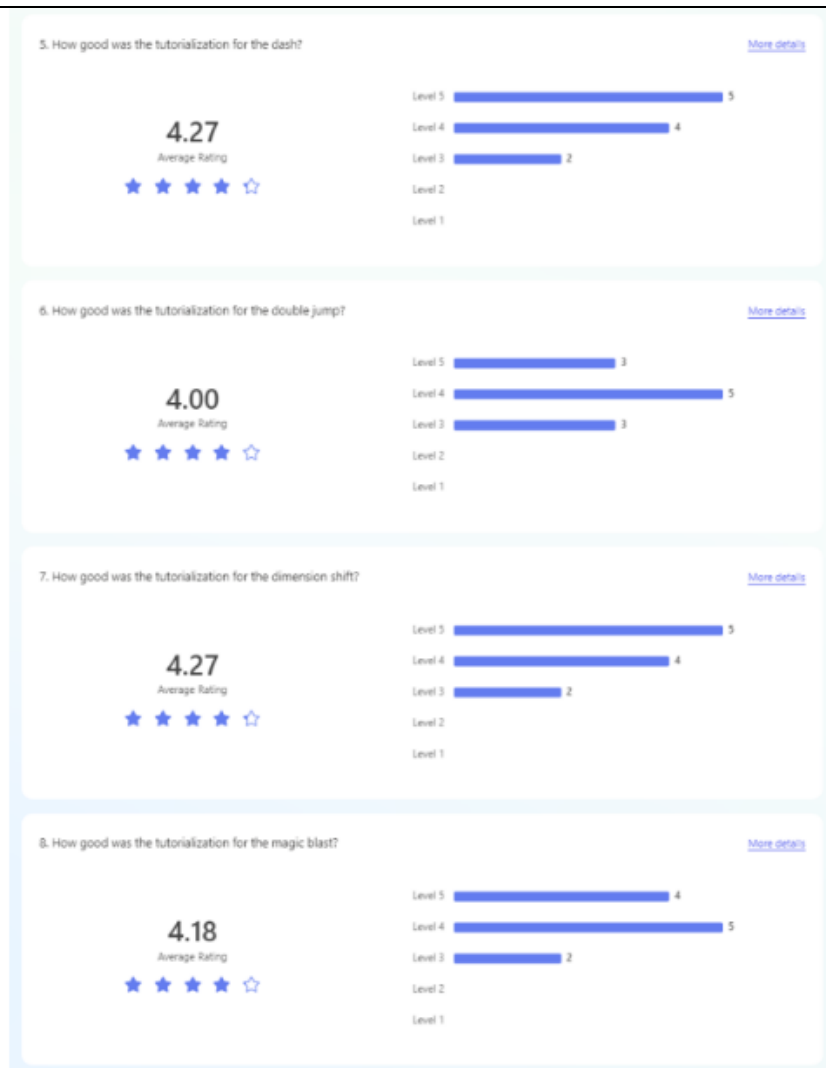 5. How good was the tutorialization for the dash?
More details
4.27
Average Rating
Level 5 5
Level 4 4
Level 3 2
Level 2
Level 1
6. How good was the tutorialization for the double jump?
More details
4.00
Average Rating
Level 5 3
Level 4 5
Level 3 3
Level 2
Level 1
7. How good was the tutorialization for the dimension shift?
More details
4.27
Average Rating
Level 5 5
Level 4 4
Level 3 2
Level 2
Level 1
8. How good was the tutorialization for the magic blast?
More details
4.18
Average Rating
Level 5 4
Level 4 5
Level 3 2
Level 2
Level 1